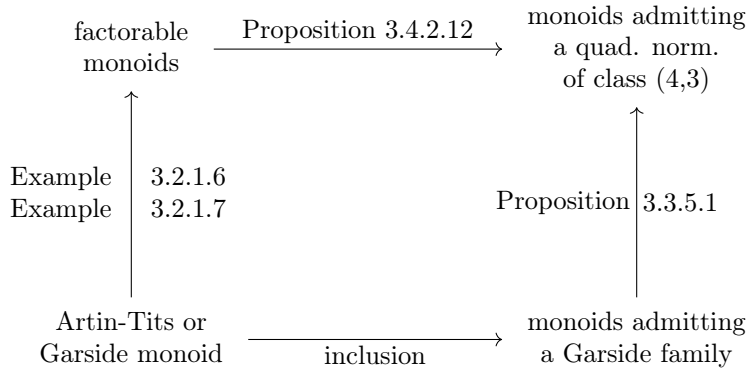 factorable
monoids
Proposition 3.4.2.12
monoids admitting
a quad. norm.
of class (4,3)
Example 3.2.1.6
Example 3.2.1.7
Proposition 3.3.5.1
Artin-Tits or
Garside monoid
inclusion
monoids admitting
a Garside family